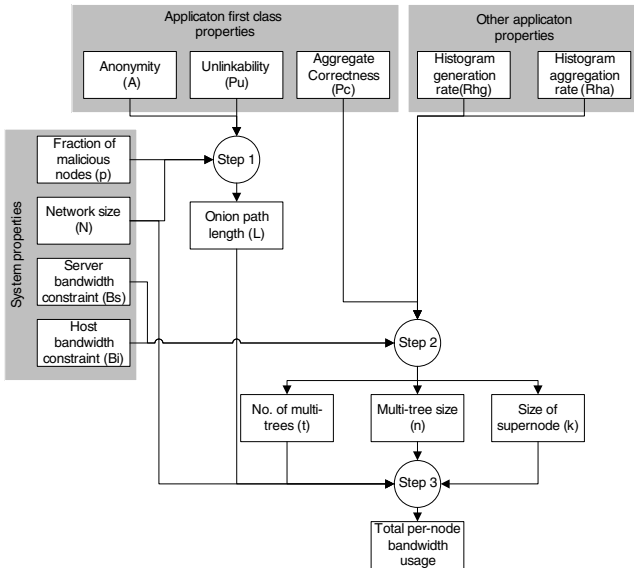 Applicaton first class
properties
Other applicaton
properties
Anonymity
(A)
Unlinkability
(Pu)
Aggregate
Correctness
(Pc)
Histogram
generation
rate(Rhg)
Histogram
aggregation
rate (Rha)
System properties
Fraction of
malicious
nodes (p)
Network size
(N)
Server
bandwidth
constraint (Bs)
Host
bandwidth
constraint (Bi)
Step 1
Onion path
length (L)
Step 2
No. of multi-
trees (t)
Multi-tree size
(n)
Size of
supernode (k)
Step 3
Total per-node
bandwidth
usage